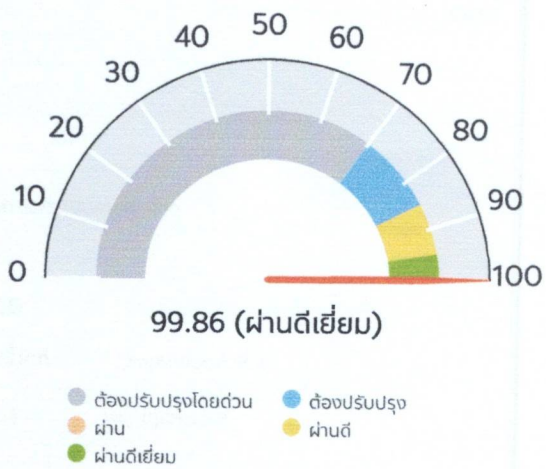 50
40 60
30 70
20 80
10 90
0 100
99.86 (ผ่านดีเยี่ยม)
ต้องปรับปรุงโดยด่วน ต้องปรับปรุง
ผ่าน ผ่านดี
ผ่านดีเยี่ยม